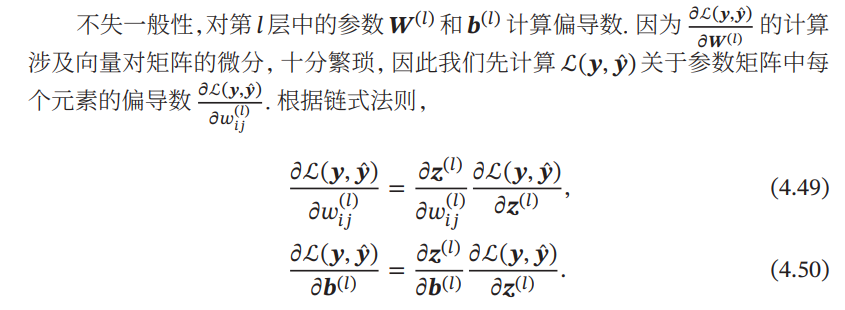 不失一般性,对第 𝑙 层中的参数 𝑾⁽ˡ⁾ 和 𝒃⁽ˡ⁾ 计算偏导数. 因为 $\frac{\partial \mathcal{L}(\boldsymbol{y},\hat{\boldsymbol{y}})}{\partial \boldsymbol{W}^{(l)}}$ 的计算
涉及向量对矩阵的微分, 十分繁琐, 因此我们先计算 $\mathcal{L}(\boldsymbol{y},\hat{\boldsymbol{y}})$ 关于参数矩阵中每
个元素的偏导数 $\frac{\partial \mathcal{L}(\boldsymbol{y},\hat{\boldsymbol{y}})}{\partial w_{ij}^{(l)}}$. 根据链式法则,
$\frac{\partial \mathcal{L}(\boldsymbol{y},\hat{\boldsymbol{y}})}{\partial w_{ij}^{(l)}} = \frac{\partial \boldsymbol{z}^{(l)}}{\partial w_{ij}^{(l)}} \frac{\partial \mathcal{L}(\boldsymbol{y},\hat{\boldsymbol{y}})}{\partial \boldsymbol{z}^{(l)}},$ (4.49)
$\frac{\partial \mathcal{L}(\boldsymbol{y},\hat{\boldsymbol{y}})}{\partial \boldsymbol{b}^{(l)}} = \frac{\partial \boldsymbol{z}^{(l)}}{\partial \boldsymbol{b}^{(l)}} \frac{\partial \mathcal{L}(\boldsymbol{y},\hat{\boldsymbol{y}})}{\partial \boldsymbol{z}^{(l)}}.$ (4.50)